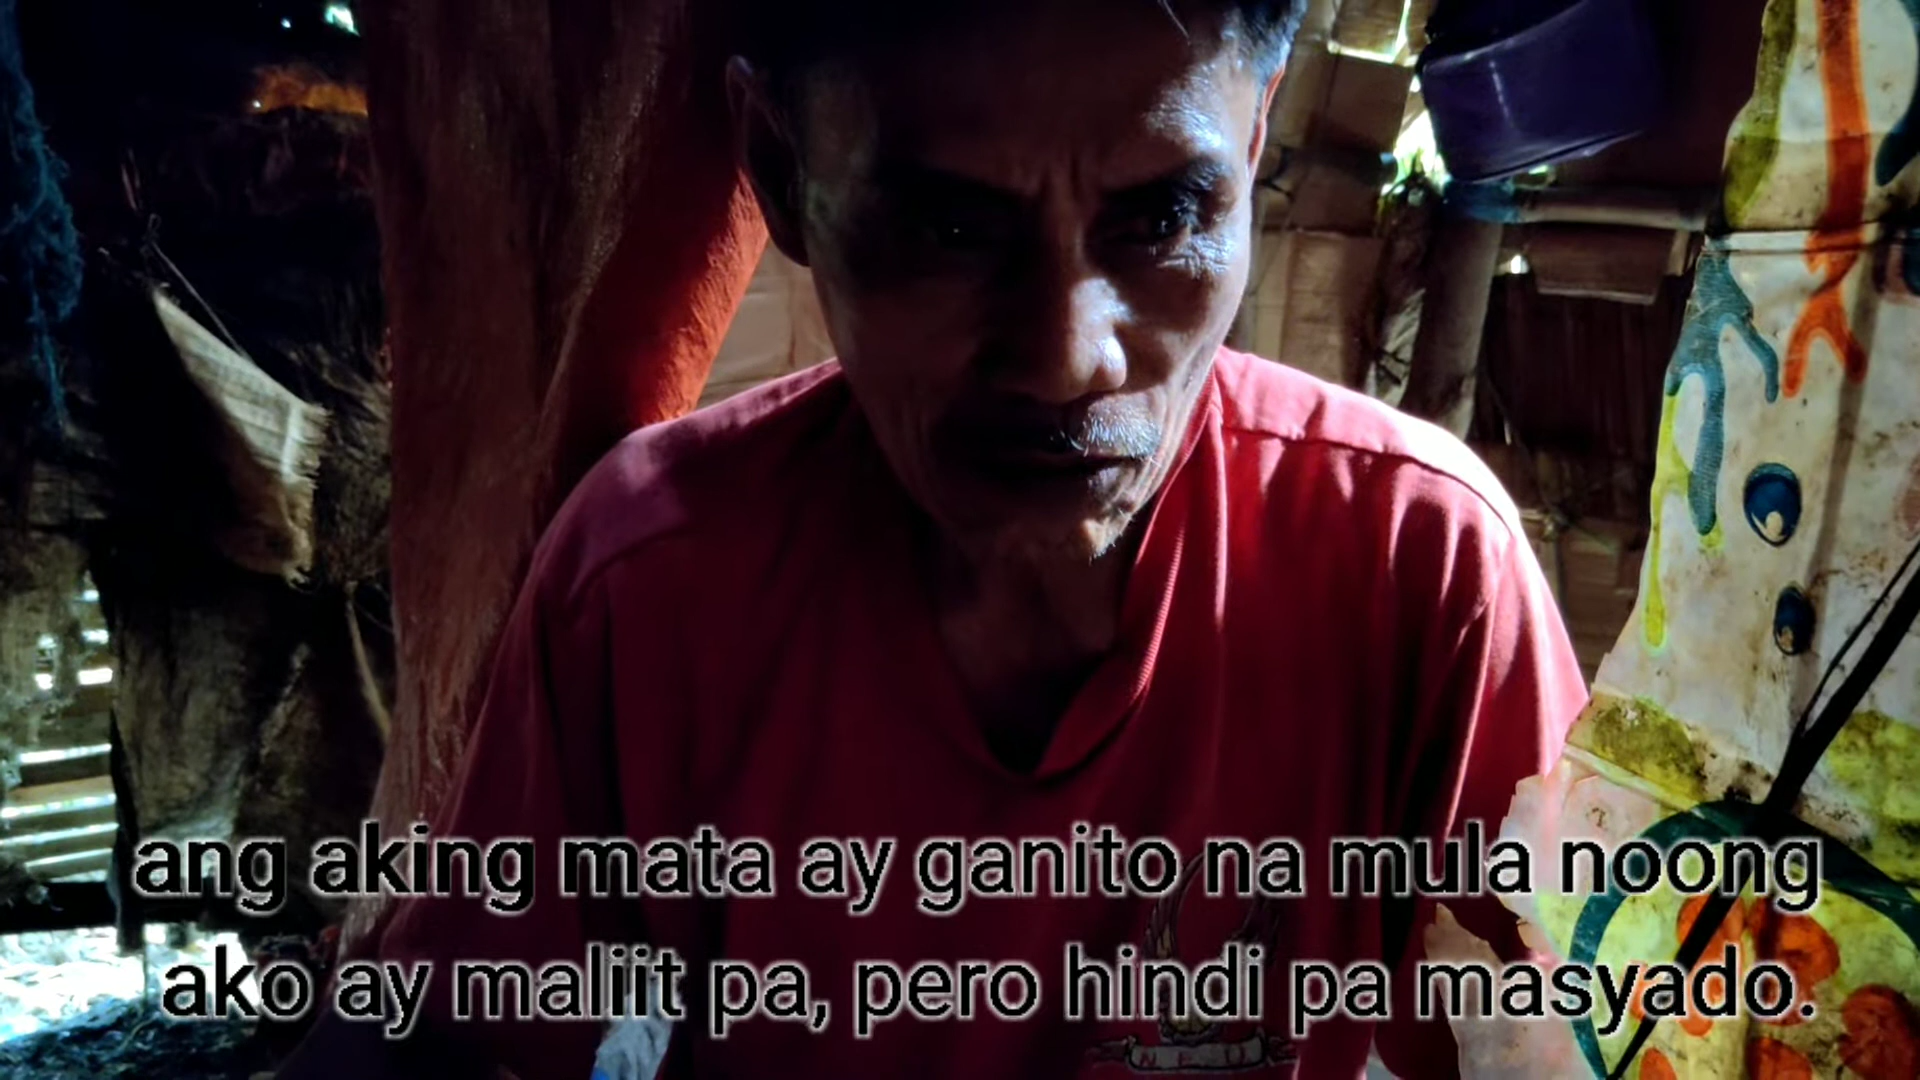 ang aking mata ay ganito na mula noong
ako ay maliit pa, pero hindi pa masyado.